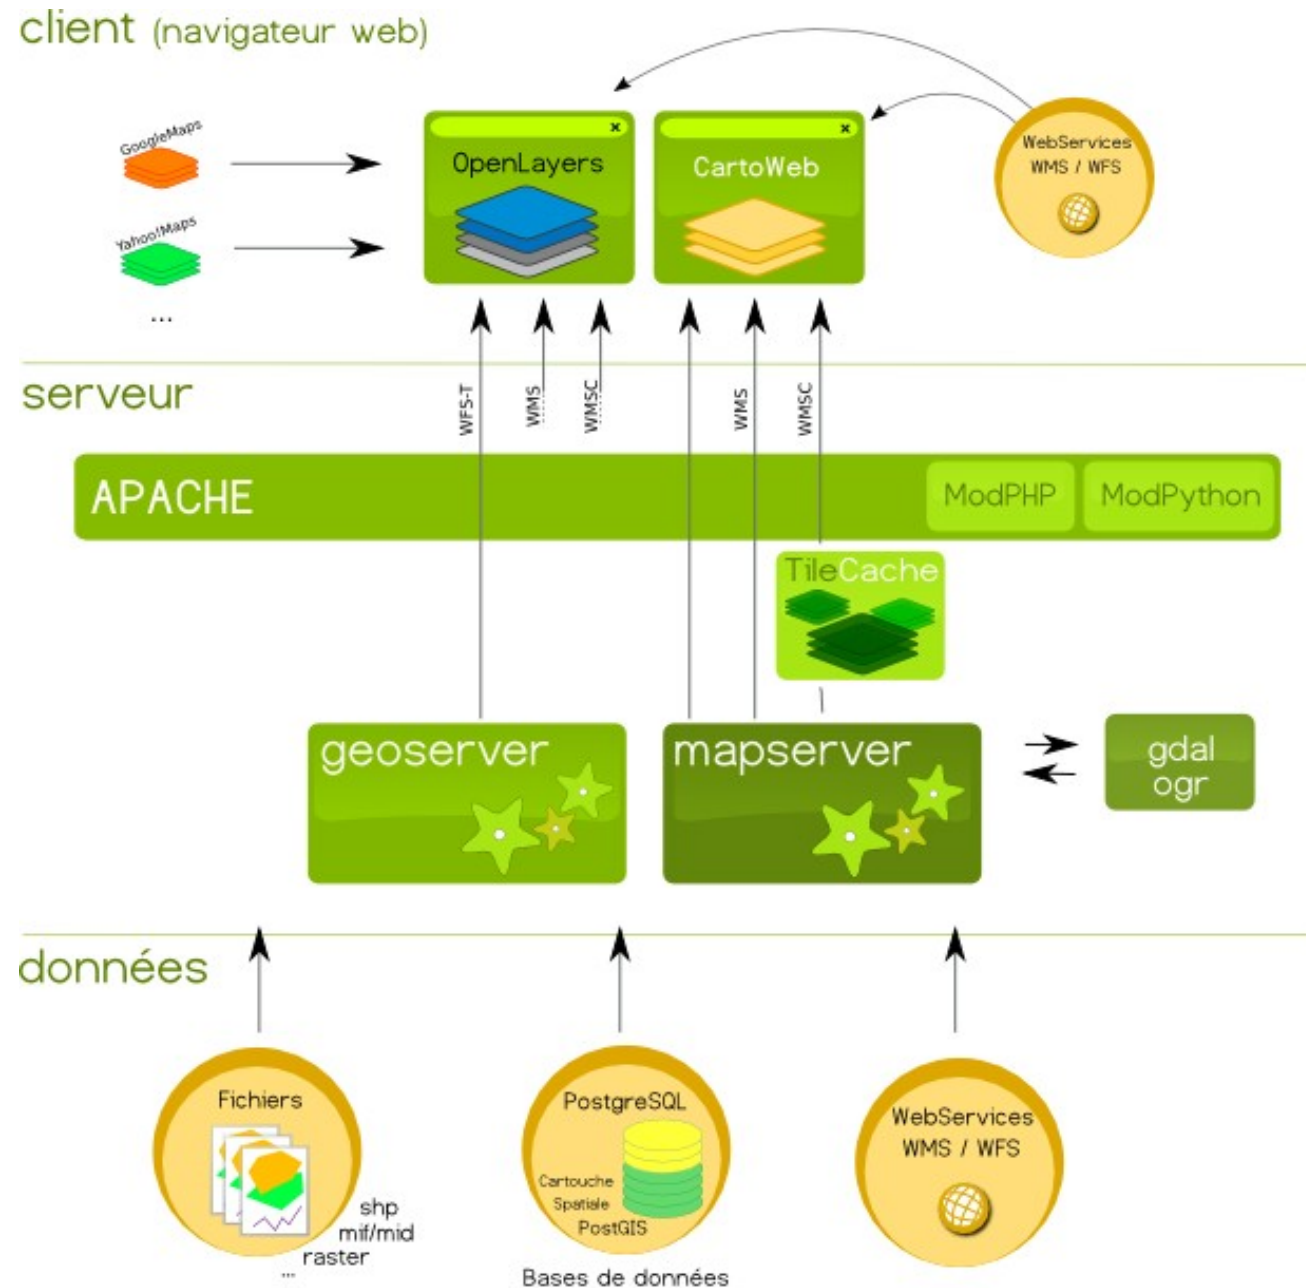 client (navigateur web)
GoogleMaps
Yahoo!Maps
...
x
OpenLayers
x
CartoWeb
WebServices
WMS / WFS
serveur
WFS-T
WMS
WMSC
WMS
WMSC
APACHE
ModPHP
ModPython
TileCache
geoserver
mapserver
gdal
ogr
données
Fichiers
shp
mif/mid
raster
...
PostgreSQL
Cartouche
Spatiale
PostGIS
Bases de données
WebServices
WMS / WFS